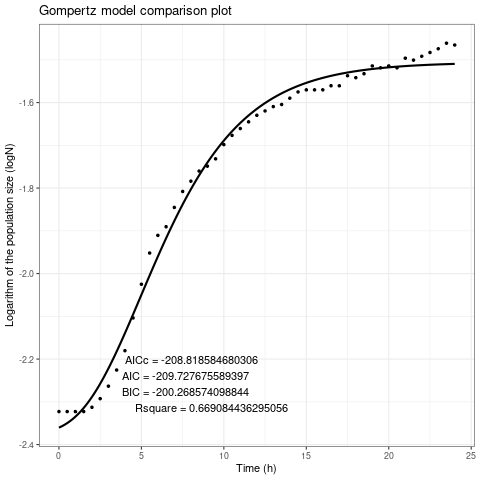 Gompertz model comparison plot
Logarithm of the population size (logN)
-1.6
-1.8
-2.0
-2.2
-2.4
AICc = -208.818584680306
AIC = -209.727675589397
BIC = -200.268574098844
Rsquare = 0.669084436295056
0 5 10 15 20 25
Time (h)